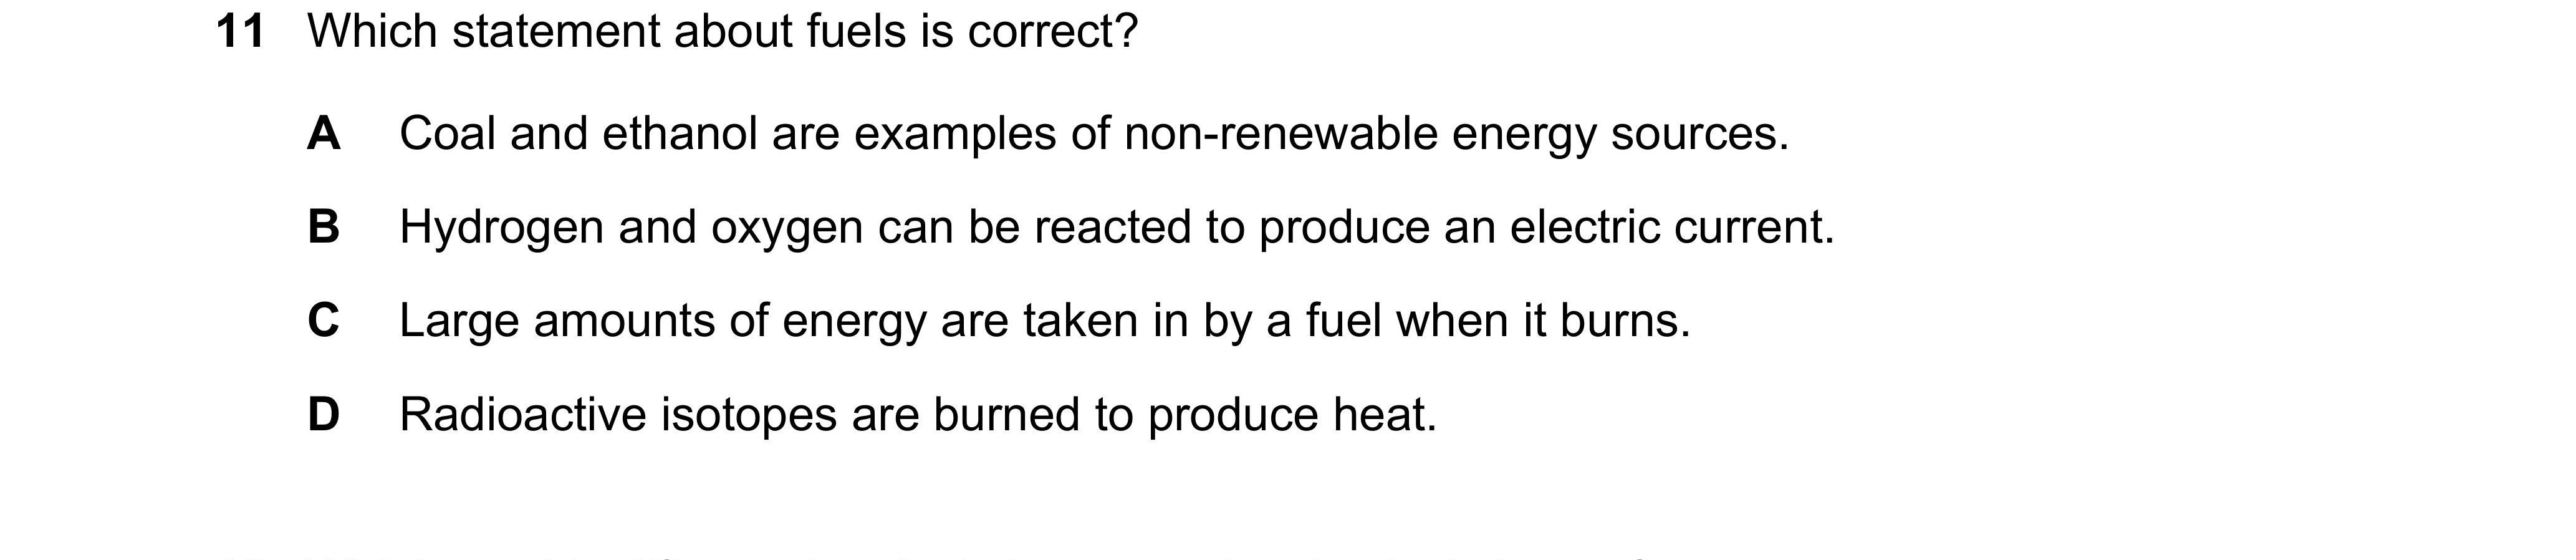 11 Which statement about fuels is correct?
A Coal and ethanol are examples of non-renewable energy sources.
B Hydrogen and oxygen can be reacted to produce an electric current.
C Large amounts of energy are taken in by a fuel when it burns.
D Radioactive isotopes are burned to produce heat.